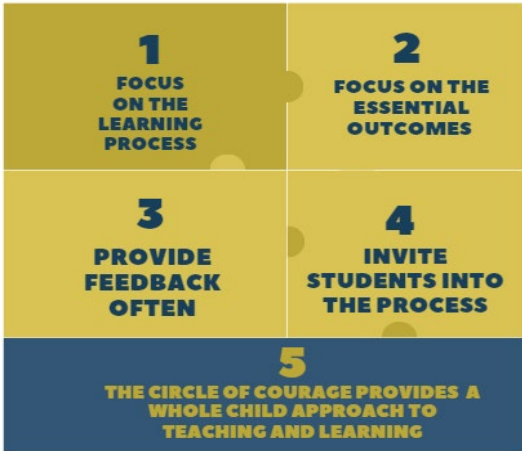 1
FOCUS
ON THE
LEARNING
PROCESS
2
FOCUS ON THE
ESSENTIAL
OUTCOMES
3
PROVIDE
FEEDBACK
OFTEN
4
INVITE
STUDENTS INTO
THE PROCESS
5
THE CIRCLE OF COURAGE PROVIDES A
WHOLE CHILD APPROACH TO
TEACHING AND LEARNING